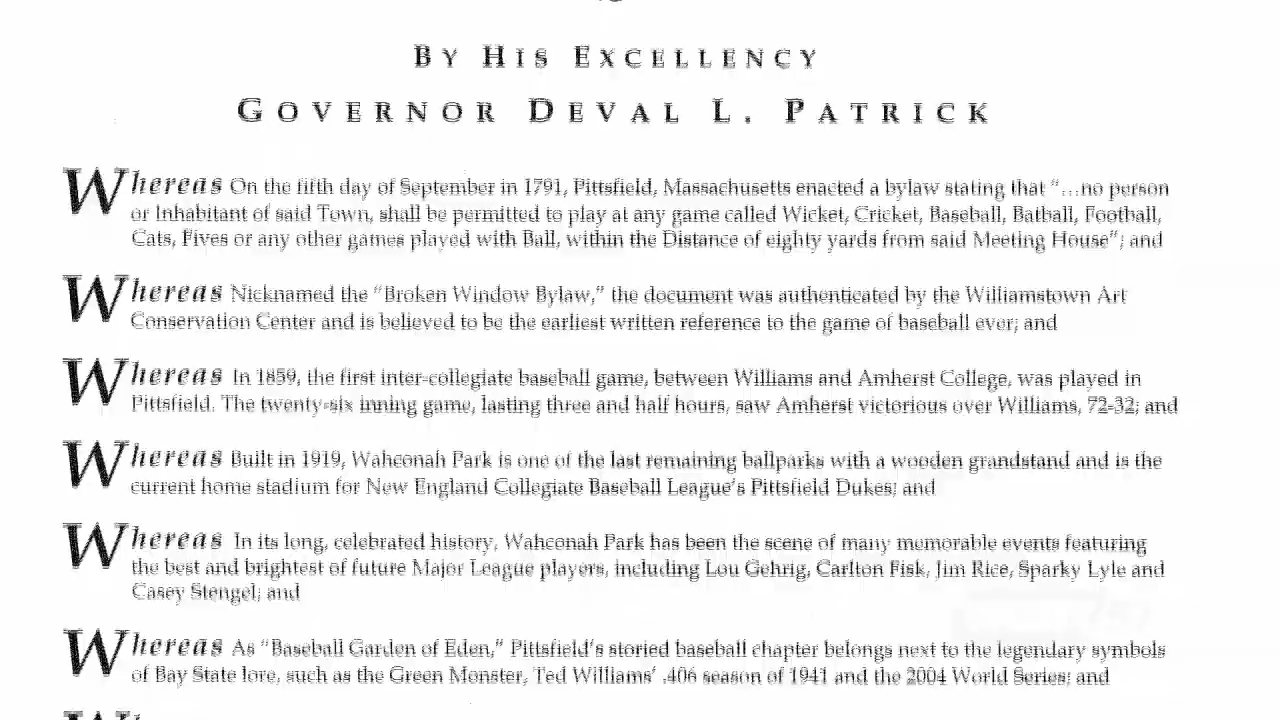 BY HIS EXCELLENCY
GOVERNOR DEVAL L. PATRICK
Whereas On the fifth day of September in 1791, Pittsfield, Massachusetts enacted a bylaw stating that "…no person
or Inhabitant of said Town, shall be permitted to play at any game called Wicket, Cricket, Baseball, Batball, Football,
Cats, Fives or any other games played with Ball, within the Distance of eighty yards from said Meeting House"; and
Whereas Nicknamed the "Broken Window Bylaw," the document was authenticated by the Williamstown Art
Conservation Center and is believed to be the earliest written reference to the game of baseball ever; and
Whereas In 1859, the first inter-collegiate baseball game, between Williams and Amherst College, was played in
Pittsfield. The twenty-six inning game, lasting three and half hours, saw Amherst victorious over Williams, 72-32; and
Whereas Built in 1919, Wahconah Park is one of the last remaining ballparks with a wooden grandstand and is the
current home stadium for New England Collegiate Baseball League's Pittsfield Dukes; and
Whereas In its long, celebrated history, Wahconah Park has been the scene of many memorable events featuring
the best and brightest of future Major League players, including Lou Gehrig, Carlton Fisk, Jim Rice, Sparky Lyle and
Casey Stengel; and
Whereas As "Baseball Garden of Eden," Pittsfield's storied baseball chapter belongs next to the legendary symbols
of Bay State lore, such as the Green Monster, Ted Williams' .406 season of 1941 and the 2004 World Series; and